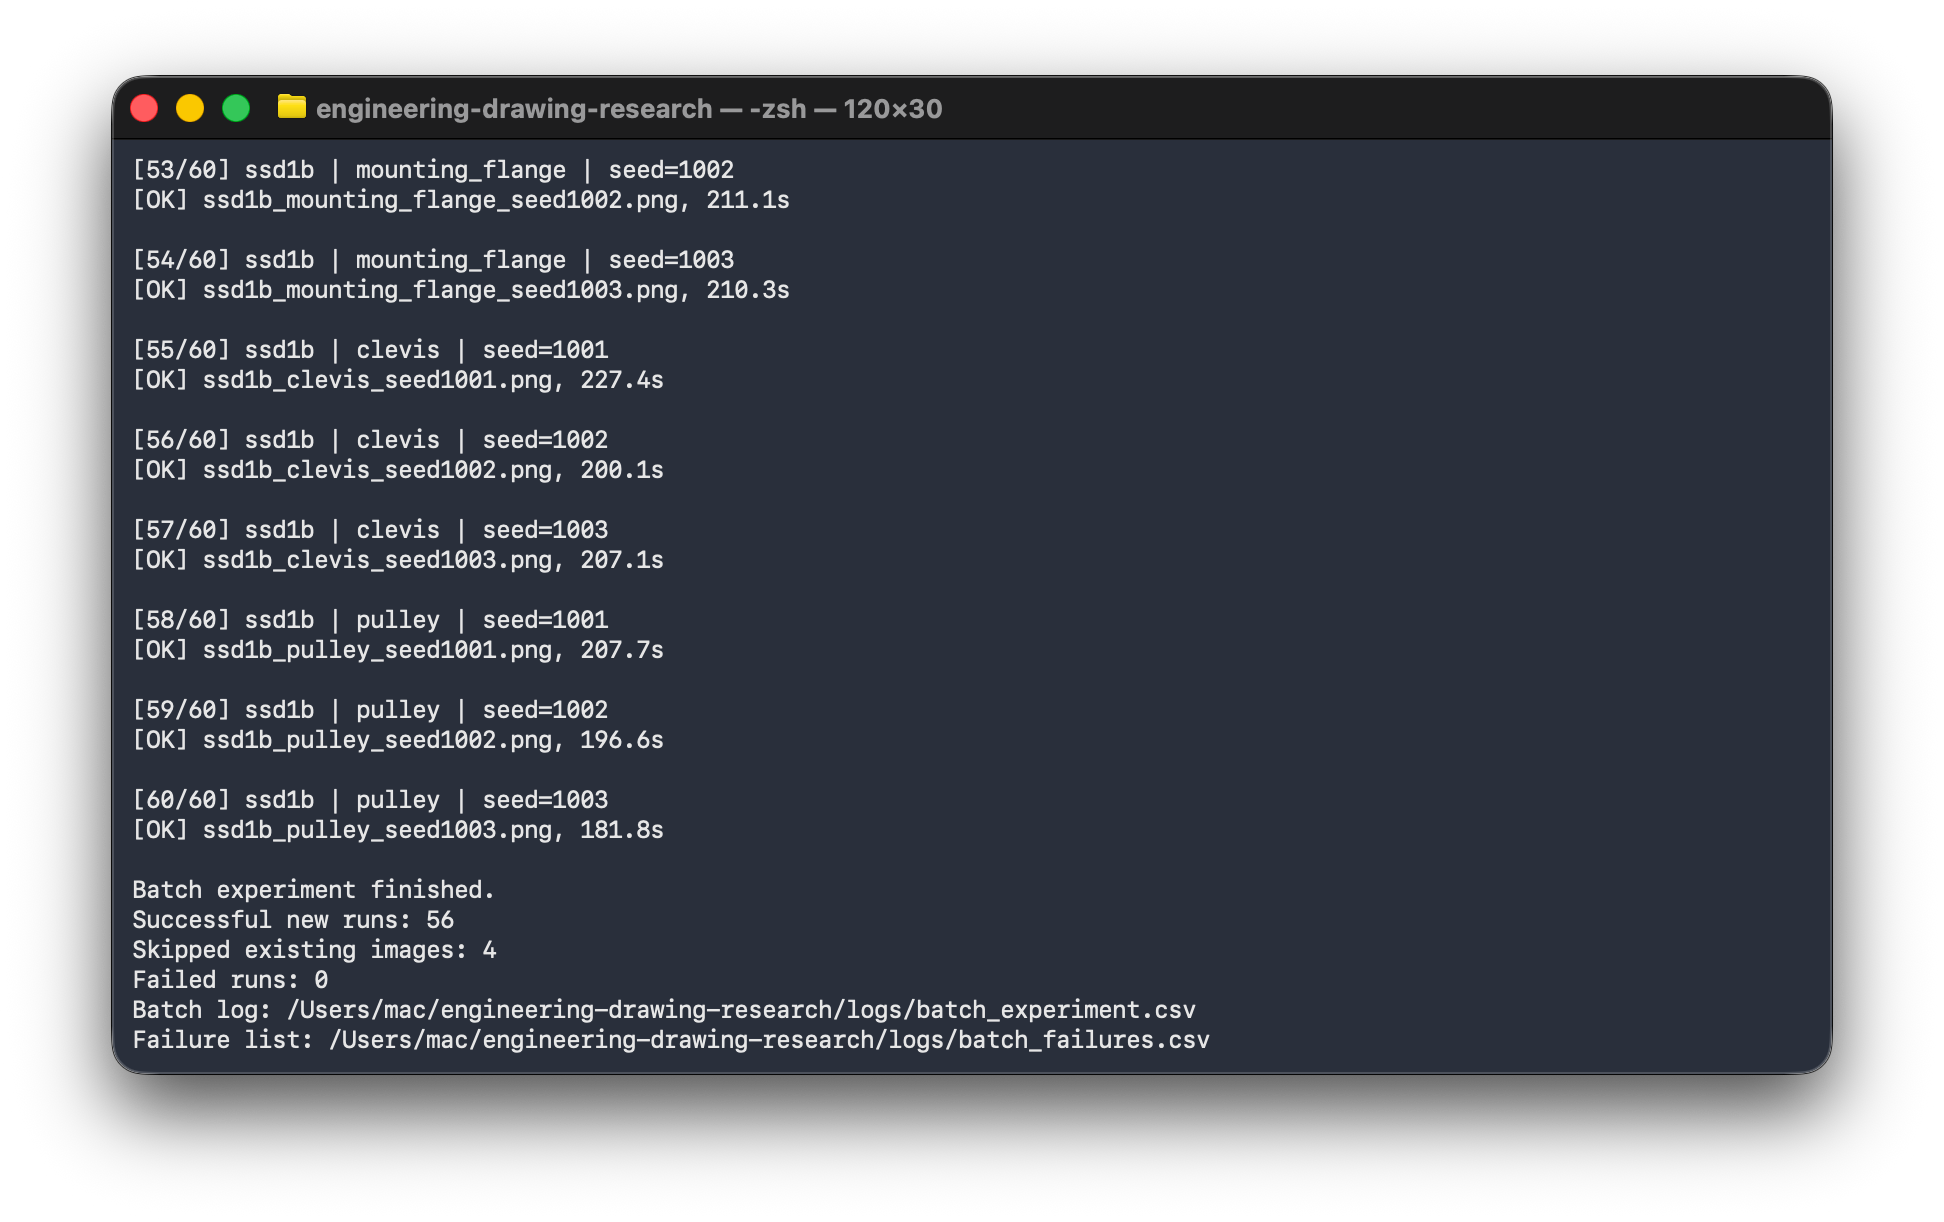 engineering-drawing-research — -zsh — 120×30
[53/60] ssd1b | mounting_flange | seed=1002
[OK] ssd1b_mounting_flange_seed1002.png, 211.1s
[54/60] ssd1b | mounting_flange | seed=1003
[OK] ssd1b_mounting_flange_seed1003.png, 210.3s
[55/60] ssd1b | clevis | seed=1001
[OK] ssd1b_clevis_seed1001.png, 227.4s
[56/60] ssd1b | clevis | seed=1002
[OK] ssd1b_clevis_seed1002.png, 200.1s
[57/60] ssd1b | clevis | seed=1003
[OK] ssd1b_clevis_seed1003.png, 207.1s
[58/60] ssd1b | pulley | seed=1001
[OK] ssd1b_pulley_seed1001.png, 207.7s
[59/60] ssd1b | pulley | seed=1002
[OK] ssd1b_pulley_seed1002.png, 196.6s
[60/60] ssd1b | pulley | seed=1003
[OK] ssd1b_pulley_seed1003.png, 181.8s
Batch experiment finished.
Successful new runs: 56
Skipped existing images: 4
Failed runs: 0
Batch log: /Users/mac/engineering-drawing-research/logs/batch_experiment.csv
Failure list: /Users/mac/engineering-drawing-research/logs/batch_failures.csv